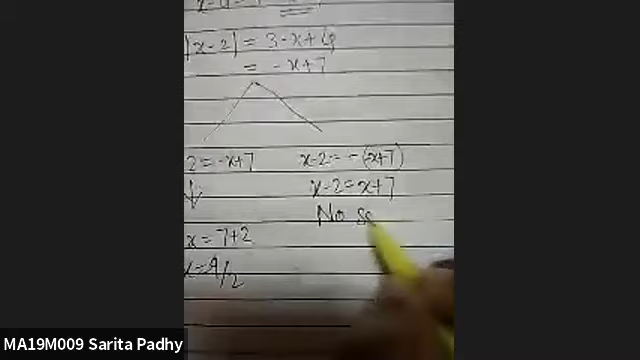 |x-2| = 3-x+4
= -x+7
2=-x+7
x-2=-(-x+7)
x-2=x+7
No so
x=7+2
x=9/2
MA19M009 Sarita Padhy